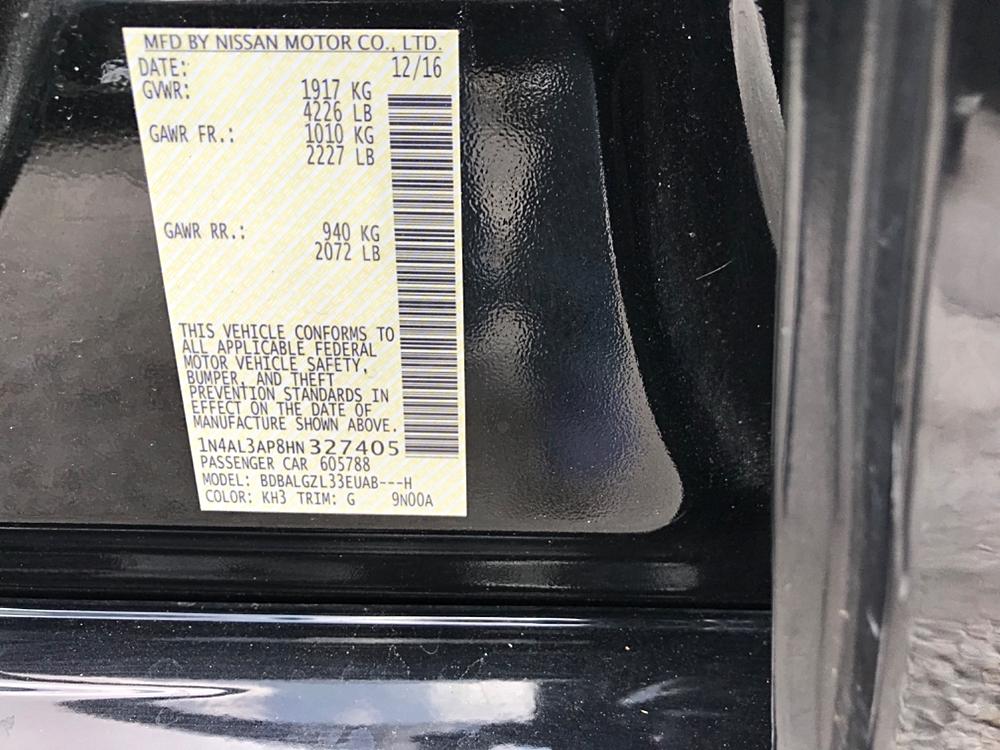 MFD BY NISSAN MOTOR CO., LTD.
DATE: 12/16
GVWR: 1917 KG
4226 LB
GAWR FR.: 1010 KG
2227 LB
GAWR RR.: 940 KG
2072 LB
THIS VEHICLE CONFORMS TO
ALL APPLICABLE FEDERAL
MOTOR VEHICLE SAFETY,
BUMPER, AND THEFT
PREVENTION STANDARDS IN
EFFECT ON THE DATE OF
MANUFACTURE SHOWN ABOVE.
1N4AL3AP8HN327405
PASSENGER CAR 605788
MODEL: BDBALGZL33EUAB---H
COLOR: KH3 TRIM: G 9N00A